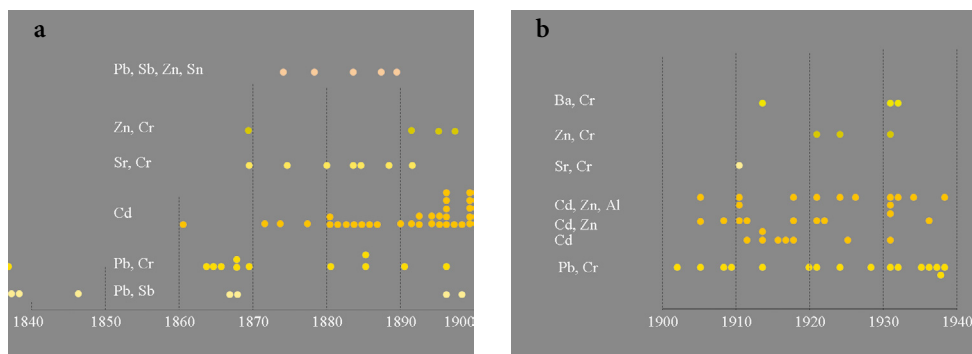 a
Pb, Sb, Zn, Sn
Zn, Cr
Sr, Cr
Cd
Pb, Cr
Pb, Sb
1840 1850 1860 1870 1880 1890 1900
b
Ba, Cr
Zn, Cr
Sr, Cr
Cd, Zn, Al
Cd, Zn
Cd
Pb, Cr
1900 1910 1920 1930 1940